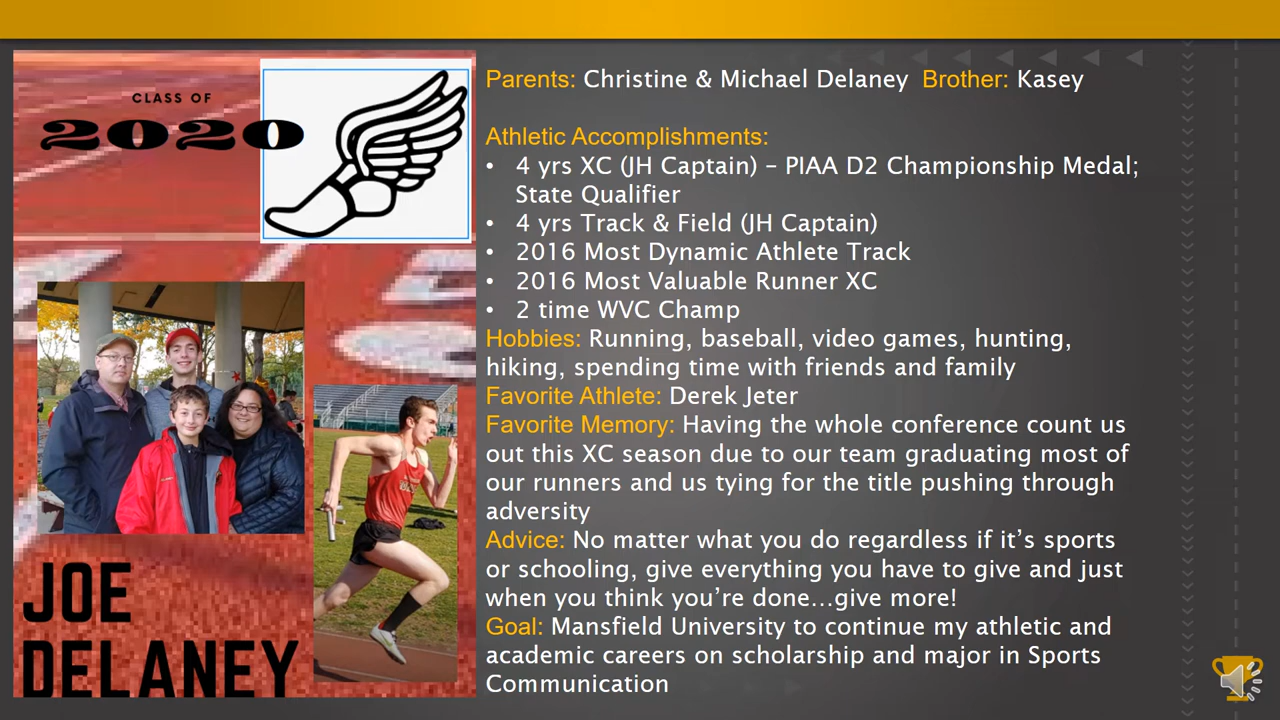 CLASS OF
2020
JOE
DELANEY
Parents: Christine & Michael Delaney Brother: Kasey
Athletic Accomplishments:
• 4 yrs XC (JH Captain) – PIAA D2 Championship Medal;
State Qualifier
• 4 yrs Track & Field (JH Captain)
• 2016 Most Dynamic Athlete Track
• 2016 Most Valuable Runner XC
• 2 time WVC Champ
Hobbies: Running, baseball, video games, hunting,
hiking, spending time with friends and family
Favorite Athlete: Derek Jeter
Favorite Memory: Having the whole conference count us
out this XC season due to our team graduating most of
our runners and us tying for the title pushing through
adversity
Advice: No matter what you do regardless if it’s sports
or schooling, give everything you have to give and just
when you think you’re done…give more!
Goal: Mansfield University to continue my athletic and
academic careers on scholarship and major in Sports
Communication